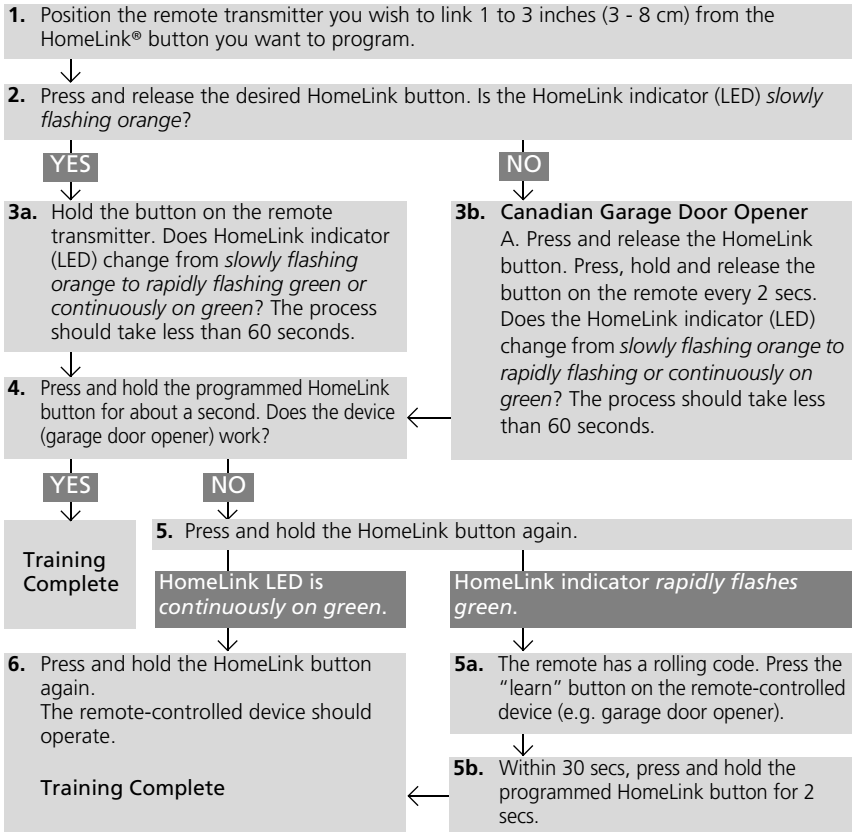 1. Position the remote transmitter you wish to link 1 to 3 inches (3 - 8 cm) from the
HomeLink® button you want to program.
2. Press and release the desired HomeLink button. Is the HomeLink indicator (LED) slowly
flashing orange?
YES
NO
3a. Hold the button on the remote
transmitter. Does HomeLink indicator
(LED) change from slowly flashing
orange to rapidly flashing green or
continuously on green? The process
should take less than 60 seconds.
3b. Canadian Garage Door Opener
A. Press and release the HomeLink
button. Press, hold and release the
button on the remote every 2 secs.
Does the HomeLink indicator (LED)
change from slowly flashing orange to
rapidly flashing or continuously on
green? The process should take less
than 60 seconds.
4. Press and hold the programmed HomeLink
button for about a second. Does the device
(garage door opener) work?
YES
NO
Training
Complete
5. Press and hold the HomeLink button again.
HomeLink LED is
continuously on green.
HomeLink indicator rapidly flashes
green.
6. Press and hold the HomeLink button
again.
The remote-controlled device should
operate.
Training Complete
5a. The remote has a rolling code. Press the
“learn” button on the remote-controlled
device (e.g. garage door opener).
5b. Within 30 secs, press and hold the
programmed HomeLink button for 2
secs.